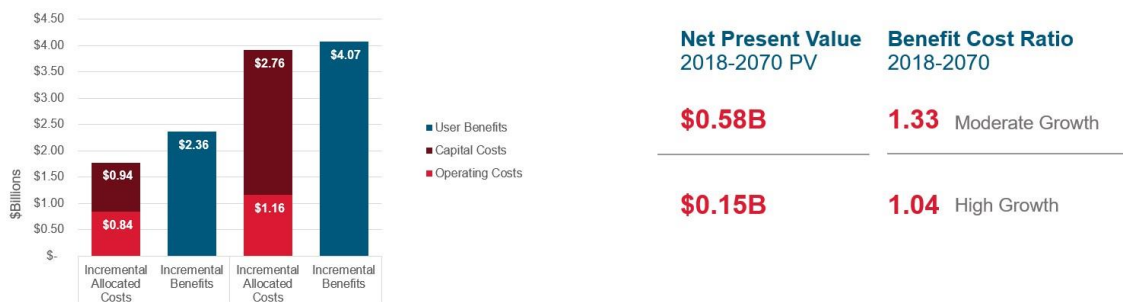 $4.50
$4.00
$3.50
$3.00
$2.50
$2.00
$1.50
$1.00
$0.50
$-
$Billions
$0.94
$0.84
$2.36
$2.76
$1.16
$4.07
Incremental
Allocated
Costs
Incremental
Benefits
Incremental
Allocated
Costs
Incremental
Benefits
User Benefits
Capital Costs
Operating Costs
Net Present Value
2018-2070 PV
Benefit Cost Ratio
2018-2070
$0.58B
1.33 Moderate Growth
$0.15B
1.04 High Growth